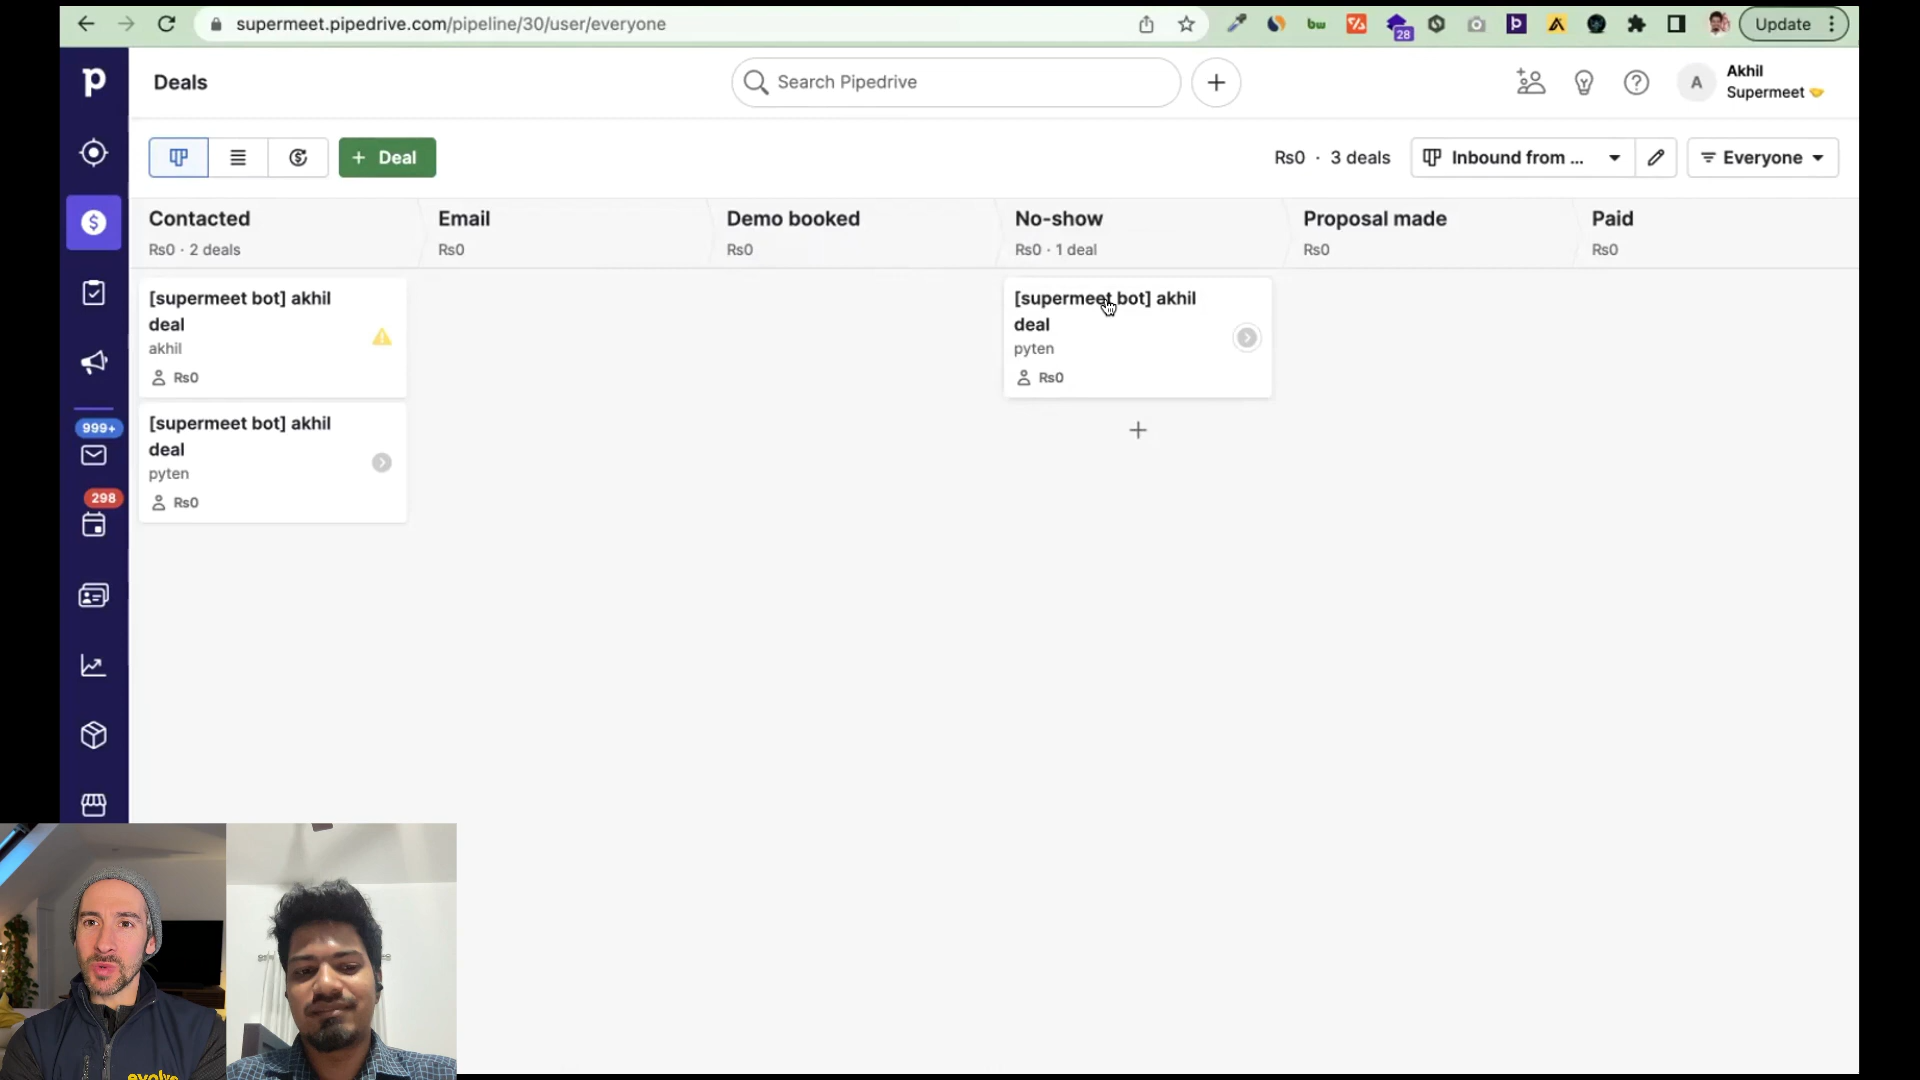 supermeet.pipedrive.com/pipeline/30/user/everyone
bw
28
Update
Deals
Search Pipedrive
A
Akhil
Supermeet
+ Deal
Rs0 · 3 deals
Inbound from ...
Everyone
Contacted
Rs0 · 2 deals
Email
Rs0
Demo booked
Rs0
No-show
Rs0 · 1 deal
Proposal made
Rs0
Paid
Rs0
[supermeet bot] akhil
deal
akhil
Rs0
[supermeet bot] akhil
deal
pyten
Rs0
[supermeet bot] akhil
deal
pyten
Rs0
999+
298
evolve